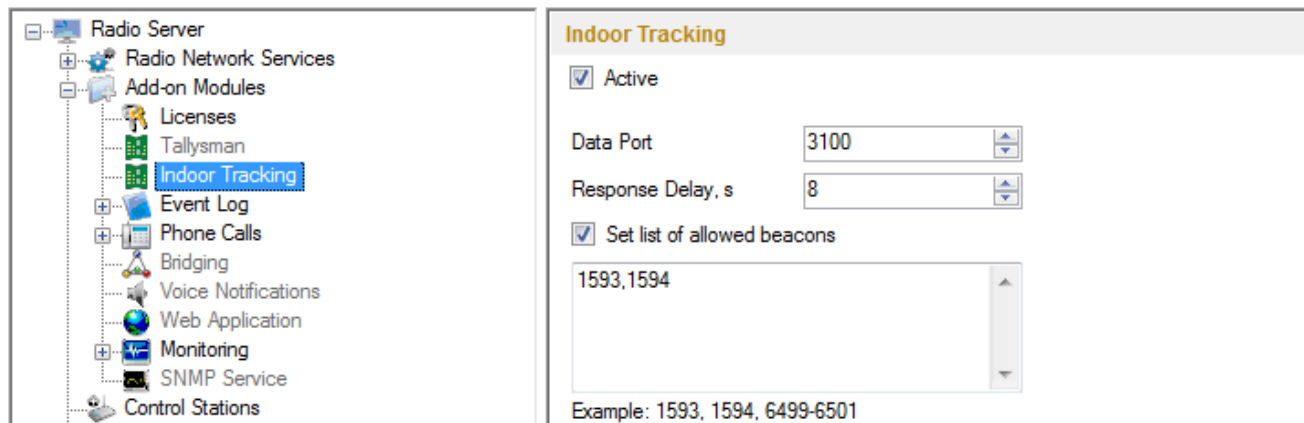 Radio Server
Radio Network Services
Add-on Modules
Licenses
Tallysman
Indoor Tracking
Event Log
Phone Calls
Bridging
Voice Notifications
Web Application
Monitoring
SNMP Service
Control Stations
Indoor Tracking
Active
Data Port 3100
Response Delay, s 8
Set list of allowed beacons
1593,1594
Example: 1593, 1594, 6499-6501